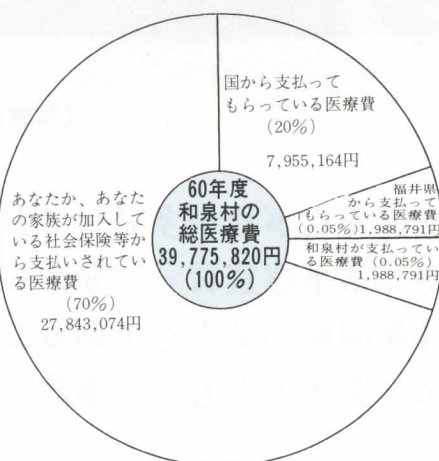 国から支払って
もらっている医療費
(20%)
7,955,164円
福井県
から支払って
もらっている医療費
(0.05%)1,988,791円
和泉村が支払ってい
る医療費 (0.05%)
1,988,791円
あなたか、あなた
の家族が加入して
いる社会保険等か
ら支払いされてい
る医療費
(70%)
27,843,074円
60年度
和泉村の
総医療費
39,775,820円
(100%)